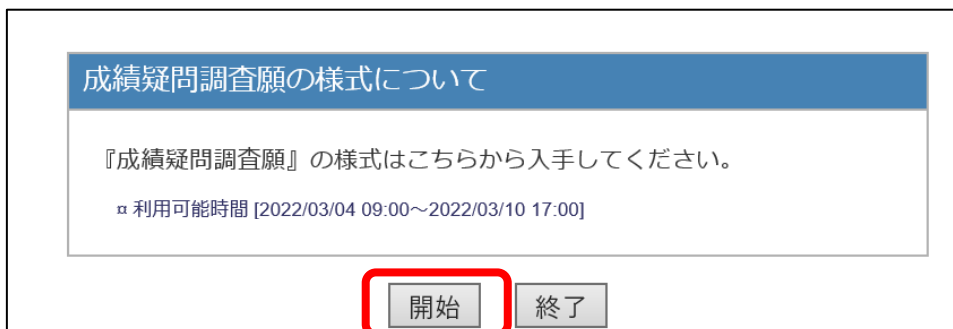 成績疑問調査願の様式について
『成績疑問調査願』の様式はこちらから入手してください。
¤ 利用可能時間 [2022/03/04 09:00～2022/03/10 17:00]
開始 終了